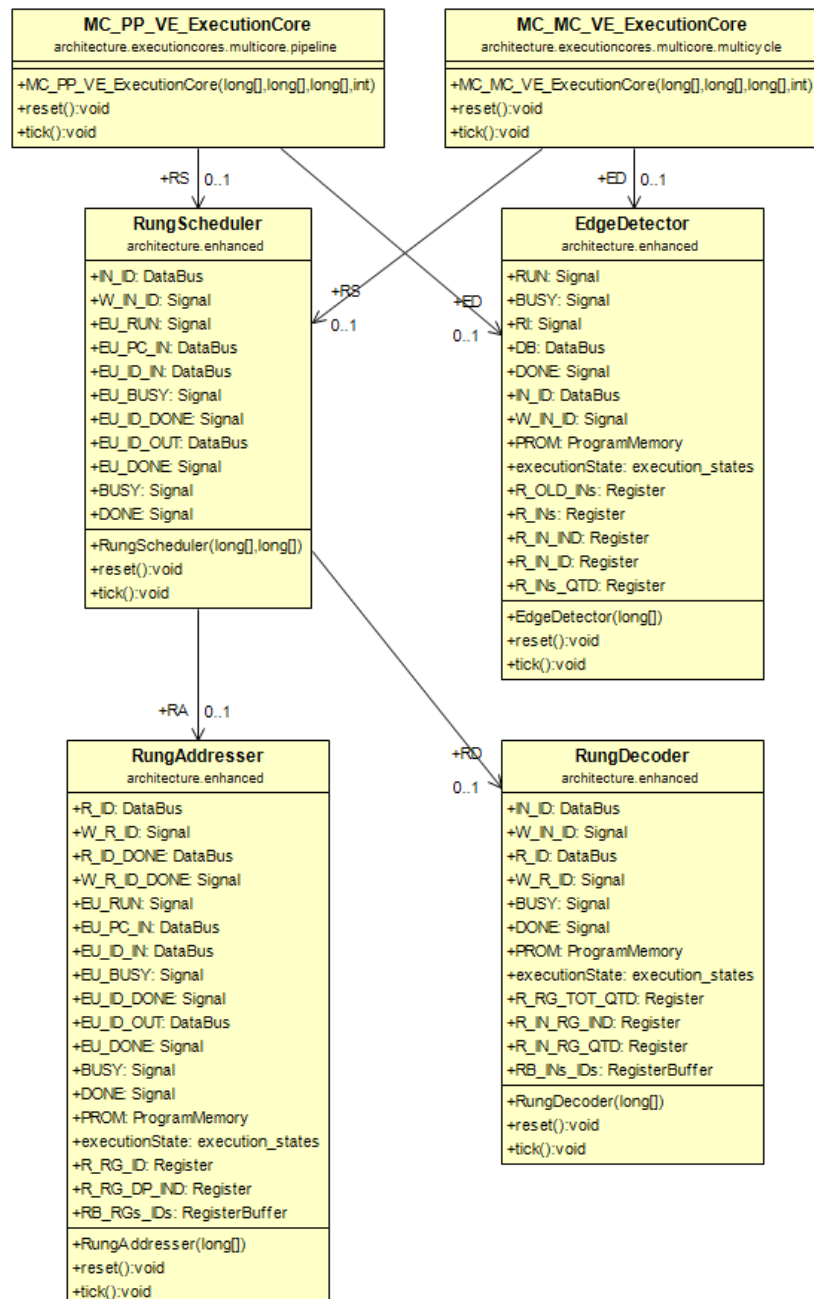 MC_PP_VE_ExecutionCore
architecture.executioncores.multicore.pipeline
+MC_PP_VE_ExecutionCore(long[],long[],long[],int)
+reset():void
+tick():void
MC_MC_VE_ExecutionCore
architecture.executioncores.multicore.multicycle
+MC_MC_VE_ExecutionCore(long[],long[],long[],int)
+reset():void
+tick():void
+RS 0..1
+ED 0..1
+RS
0..1
+ED
0..1
RungScheduler
architecture.enhanced
+IN_ID: DataBus
+W_IN_ID: Signal
+EU_RUN: Signal
+EU_PC_IN: DataBus
+EU_ID_IN: DataBus
+EU_BUSY: Signal
+EU_ID_DONE: Signal
+EU_ID_OUT: DataBus
+EU_DONE: Signal
+BUSY: Signal
+DONE: Signal
+RungScheduler(long[],long[])
+reset():void
+tick():void
EdgeDetector
architecture.enhanced
+RUN: Signal
+BUSY: Signal
+RI: Signal
+DB: DataBus
+DONE: Signal
+IN_ID: DataBus
+W_IN_ID: Signal
+PROM: ProgramMemory
+executionState: execution_states
+R_OLD_INs: Register
+R_INs: Register
+R_IN_IND: Register
+R_IN_ID: Register
+R_INs_QTD: Register
+EdgeDetector(long[])
+reset():void
+tick():void
+RA 0..1
+RD
0..1
RungAddresser
architecture.enhanced
+R_ID: DataBus
+W_R_ID: Signal
+R_ID_DONE: DataBus
+W_R_ID_DONE: Signal
+EU_RUN: Signal
+EU_PC_IN: DataBus
+EU_ID_IN: DataBus
+EU_BUSY: Signal
+EU_ID_DONE: Signal
+EU_ID_OUT: DataBus
+EU_DONE: Signal
+BUSY: Signal
+DONE: Signal
+PROM: ProgramMemory
+executionState: execution_states
+R_RG_ID: Register
+R_RG_DP_IND: Register
+RB_RGs_IDs: RegisterBuffer
+RungAddresser(long[])
+reset():void
+tick():void
RungDecoder
architecture.enhanced
+IN_ID: DataBus
+W_IN_ID: Signal
+R_ID: DataBus
+W_R_ID: Signal
+BUSY: Signal
+DONE: Signal
+PROM: ProgramMemory
+executionState: execution_states
+R_RG_TOT_QTD: Register
+R_IN_RG_IND: Register
+R_IN_RG_QTD: Register
+RB_INs_IDs: RegisterBuffer
+RungDecoder(long[])
+reset():void
+tick():void